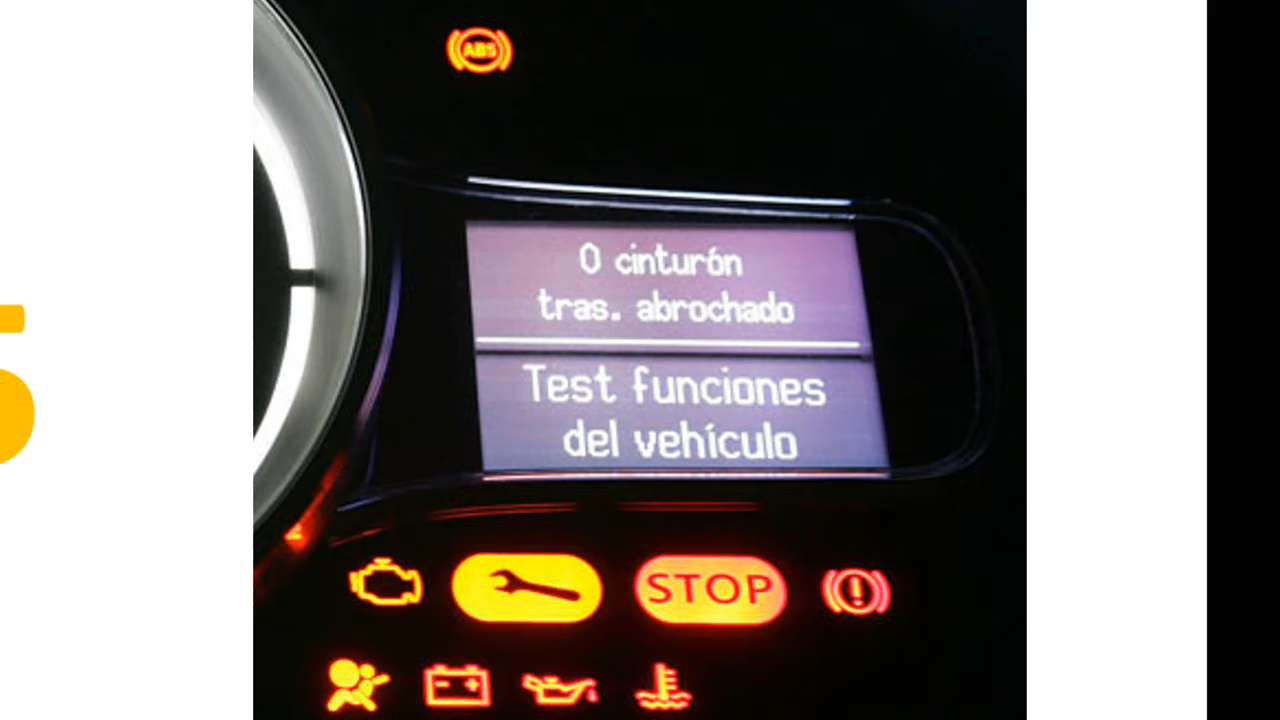 ABS
0 cinturón
tras. abrochado
Test funciones
del vehículo
STOP